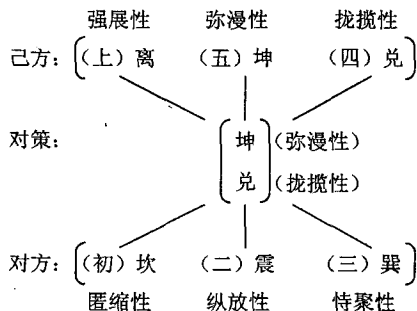 强展性 弥漫性 拢揽性
己方：（上）离 （五）坤 （四）兑
对策： 坤（弥漫性）
兑（拢揽性）
对方：（初）坎 （二）震 （三）巽
匿缩性 纵放性 恃聚性